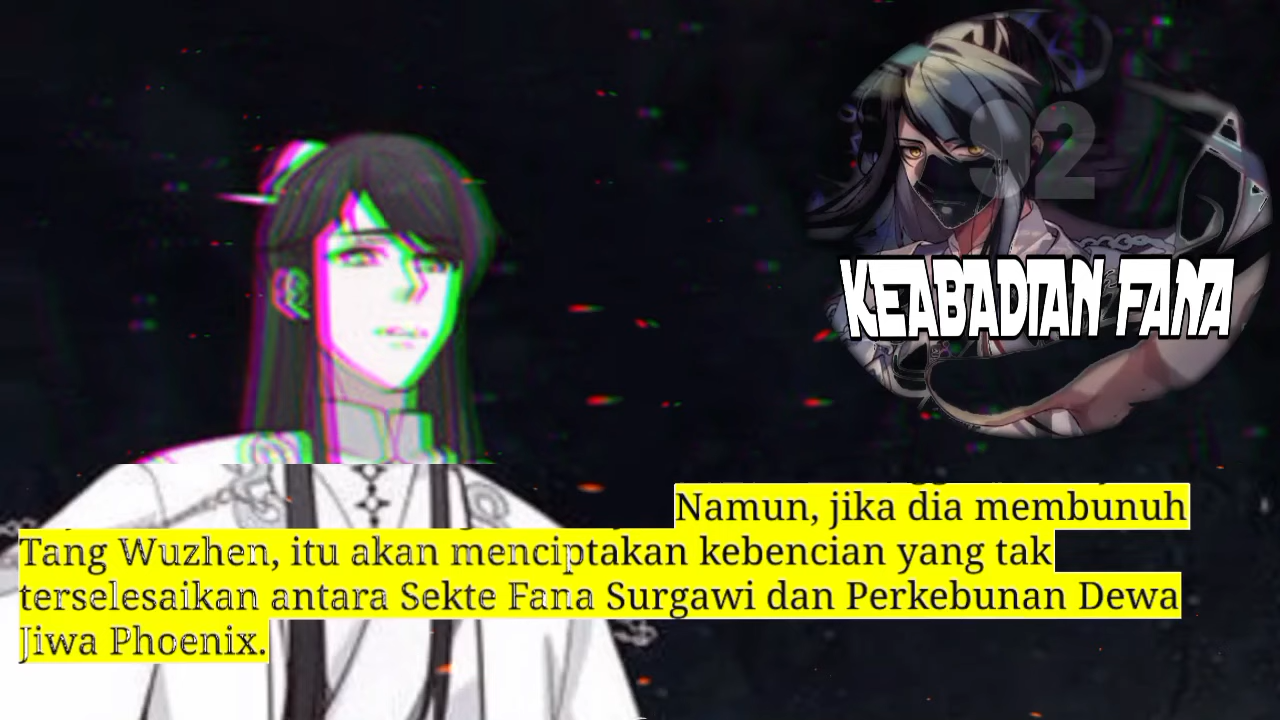 92
KEABADIAN FANA
Namun, jika dia membunuh
Tang Wuzhen, itu akan menciptakan kebencian yang tak
terselesaikan antara Sekte Fana Surgawi dan Perkebunan Dewa
Jiwa Phoenix.